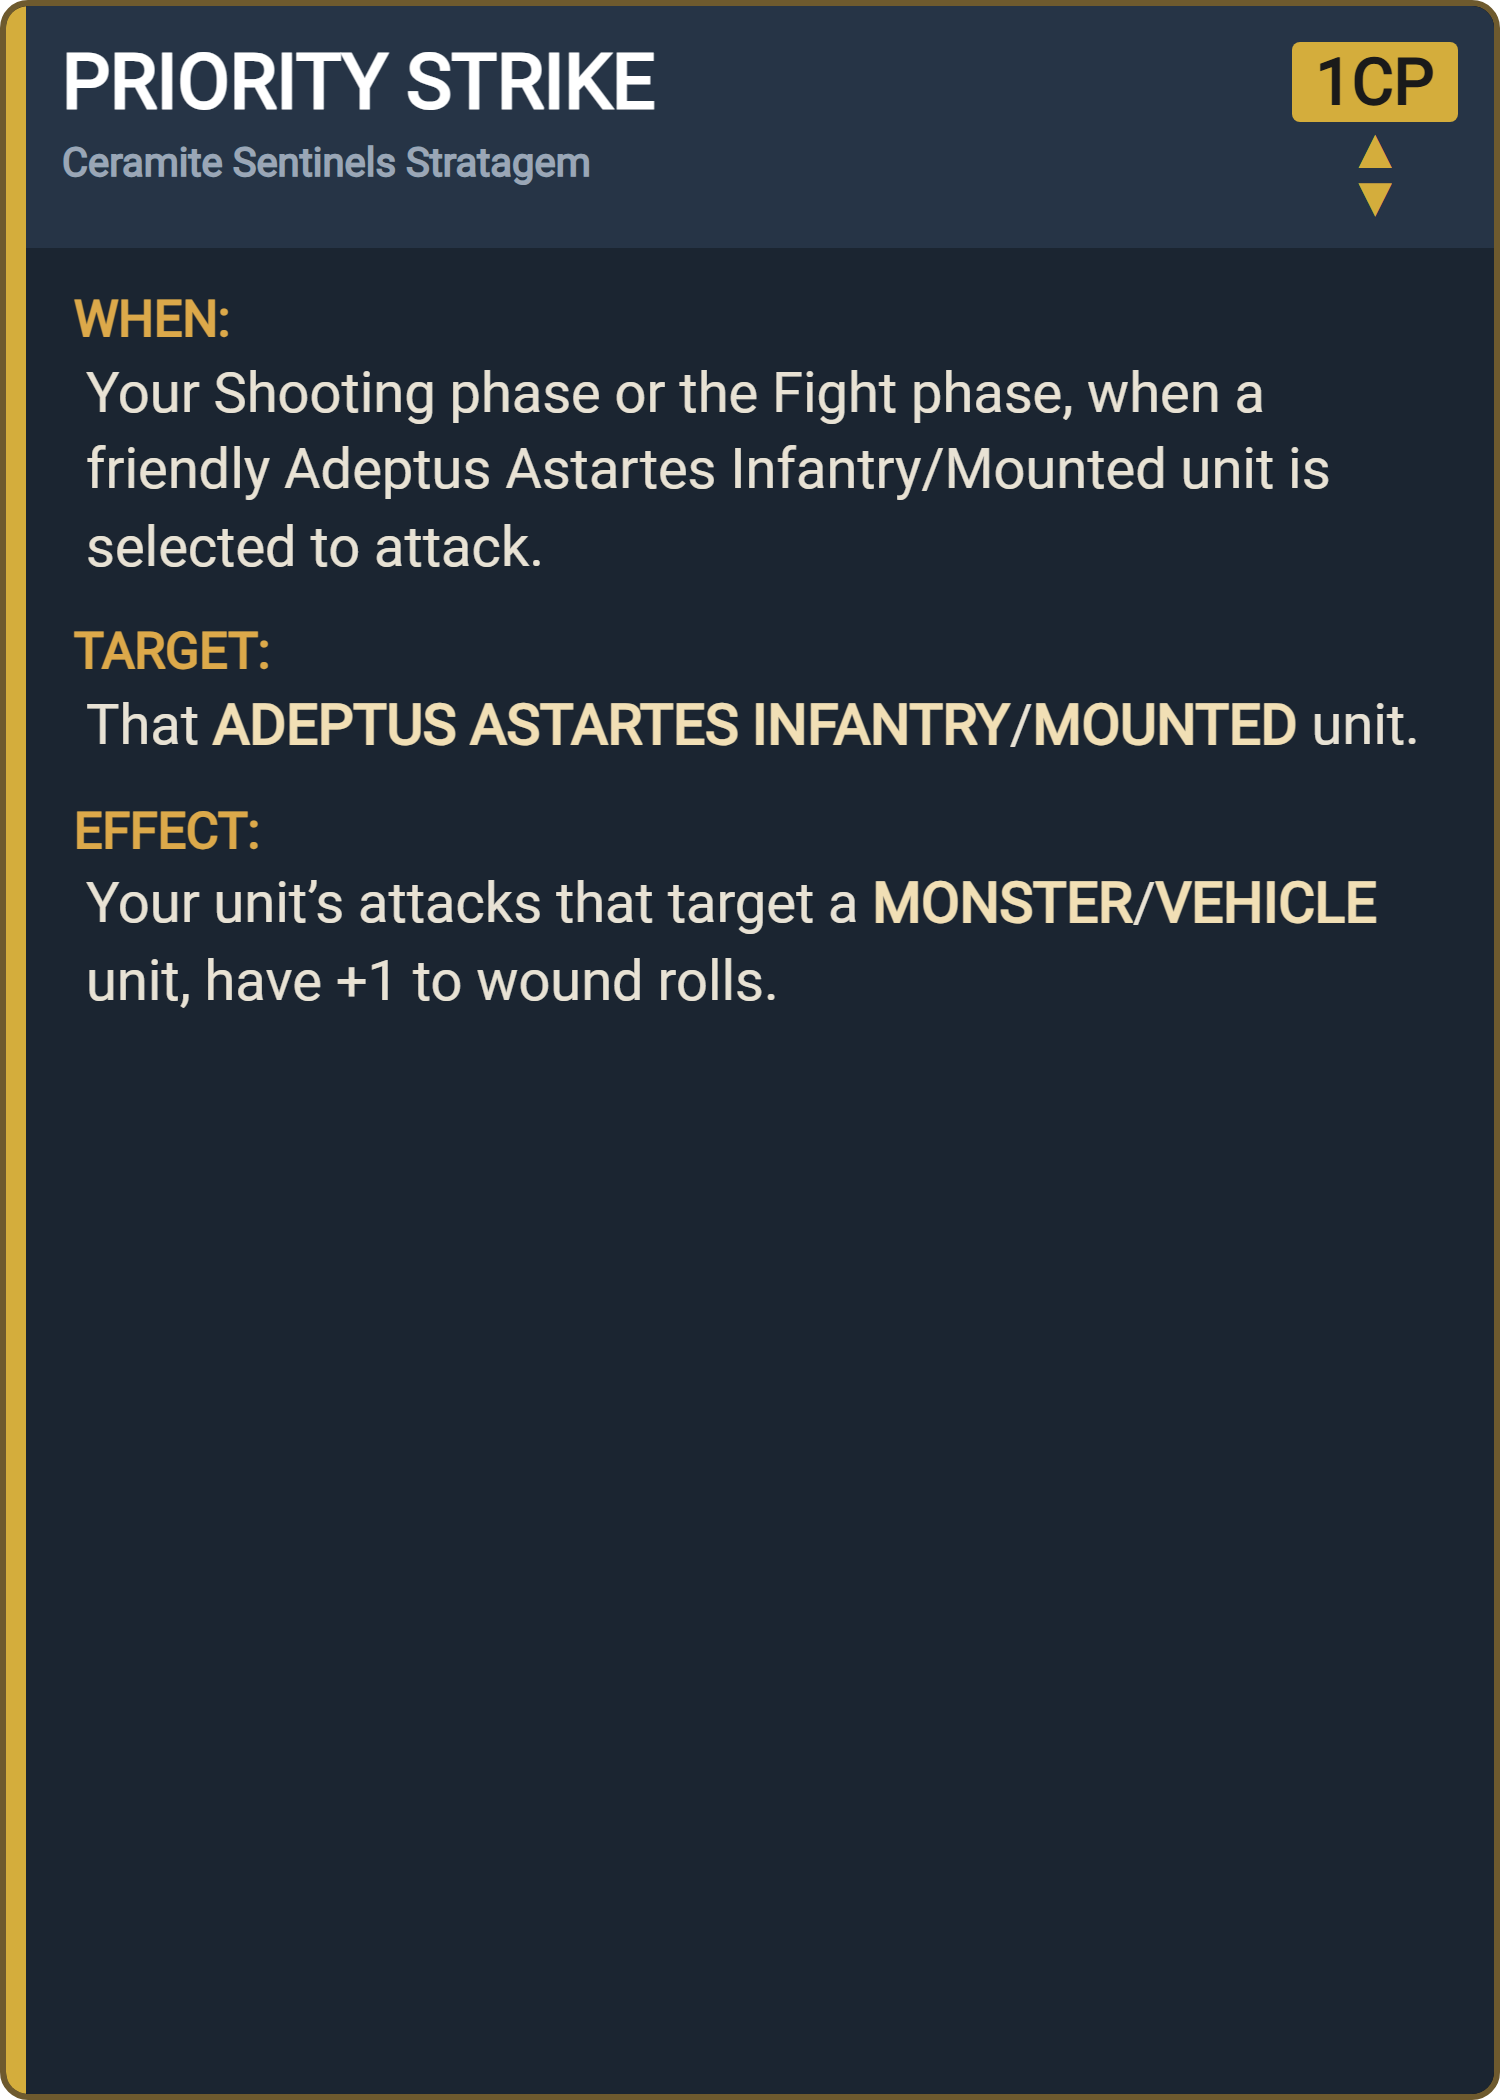 PRIORITY STRIKE
Ceramite Sentinels Stratagem
1CP
▲
▼
WHEN:
Your Shooting phase or the Fight phase, when a
friendly Adeptus Astartes Infantry/Mounted unit is
selected to attack.
TARGET:
That ADEPTUS ASTARTES INFANTRY/MOUNTED unit.
EFFECT:
Your unit’s attacks that target a MONSTER/VEHICLE
unit, have +1 to wound rolls.